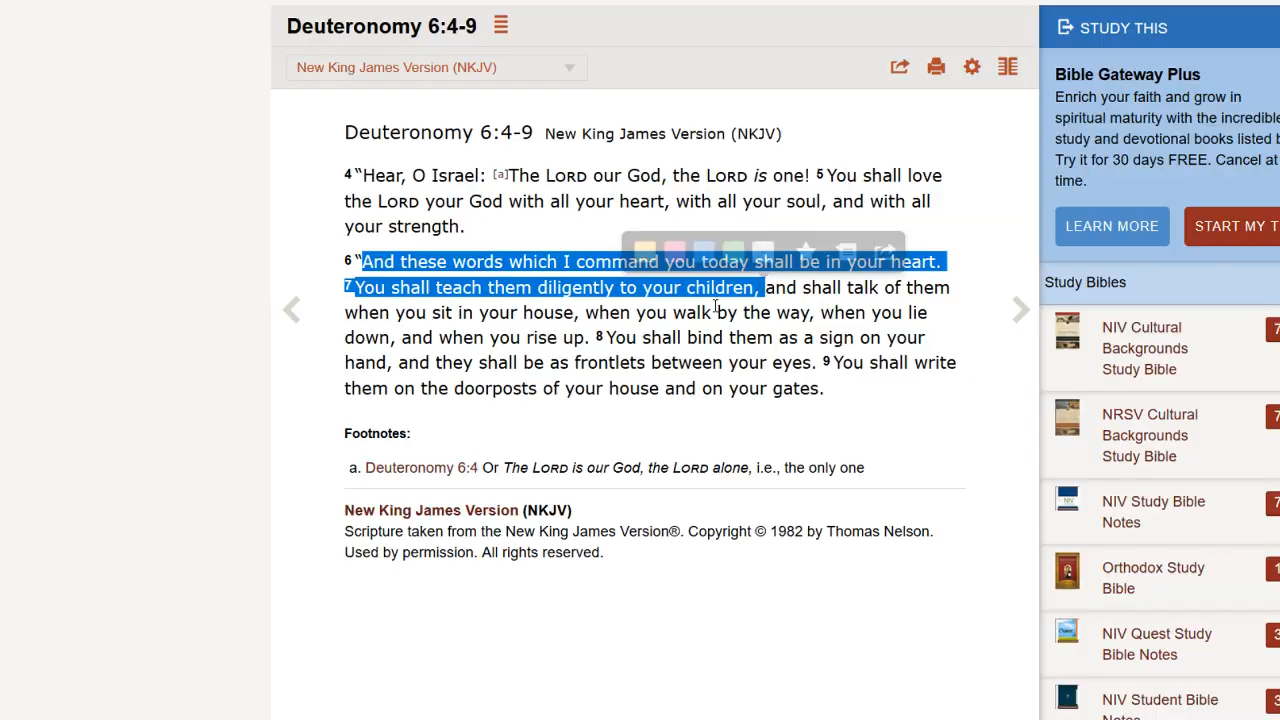 Deuteronomy 6:4-9
New King James Version (NKJV)
Deuteronomy 6:4-9 New King James Version (NKJV)
4 “Hear, O Israel: [a]The LORD our God, the LORD is one! 5 You shall love
the LORD your God with all your heart, with all your soul, and with all
your strength.
6 “And these words which I command you today shall be in your heart.
7 You shall teach them diligently to your children, and shall talk of them
when you sit in your house, when you walk by the way, when you lie
down, and when you rise up. 8 You shall bind them as a sign on your
hand, and they shall be as frontlets between your eyes. 9 You shall write
them on the doorposts of your house and on your gates.
Footnotes:
a. Deuteronomy 6:4 Or The LORD is our God, the LORD alone, i.e., the only one
New King James Version (NKJV)
Scripture taken from the New King James Version®. Copyright © 1982 by Thomas Nelson.
Used by permission. All rights reserved.
STUDY THIS
Bible Gateway Plus
Enrich your faith and grow in
spiritual maturity with the incredible
study and devotional books listed
Try it for 30 days FREE. Cancel at
time.
LEARN MORE
START MY
Study Bibles
NIV Cultural
Backgrounds
Study Bible
NRSV Cultural
Backgrounds
Study Bible
NIV Study Bible
Notes
Orthodox Study
Bible
NIV Quest Study
Bible Notes
NIV Student Bible